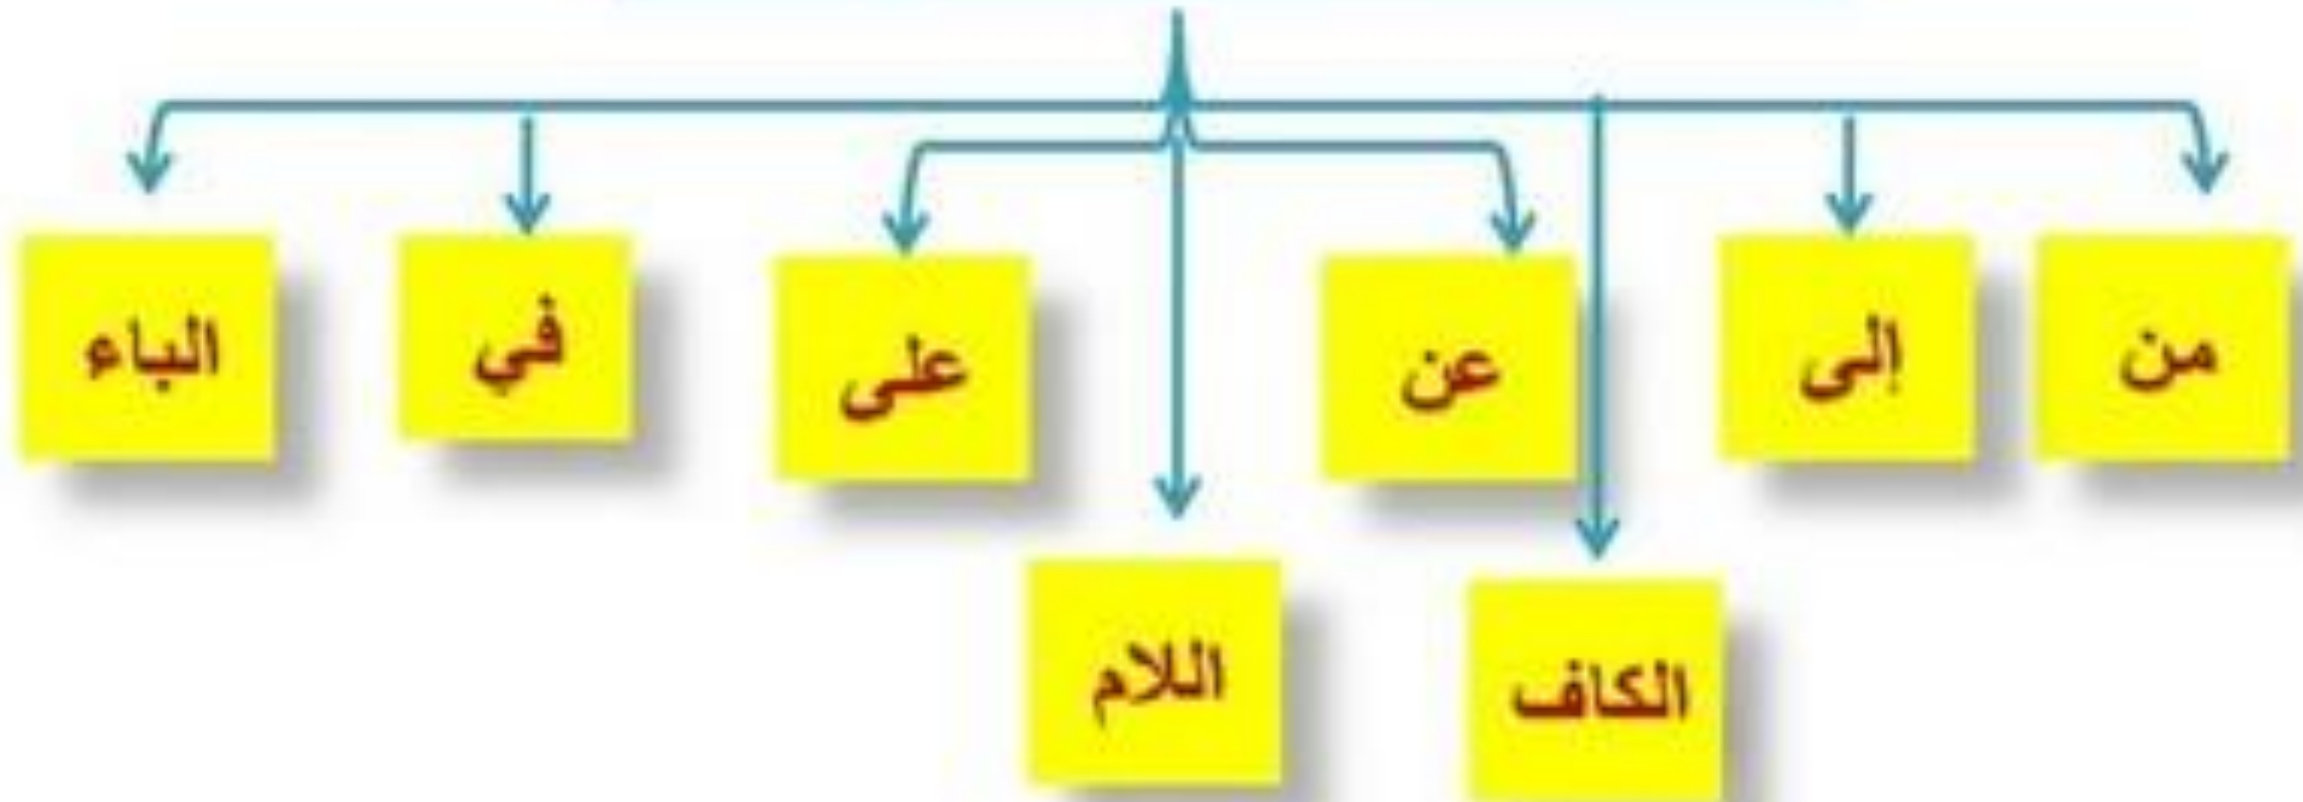 من
إلى
عن
على
في
الباء
الكاف
اللام